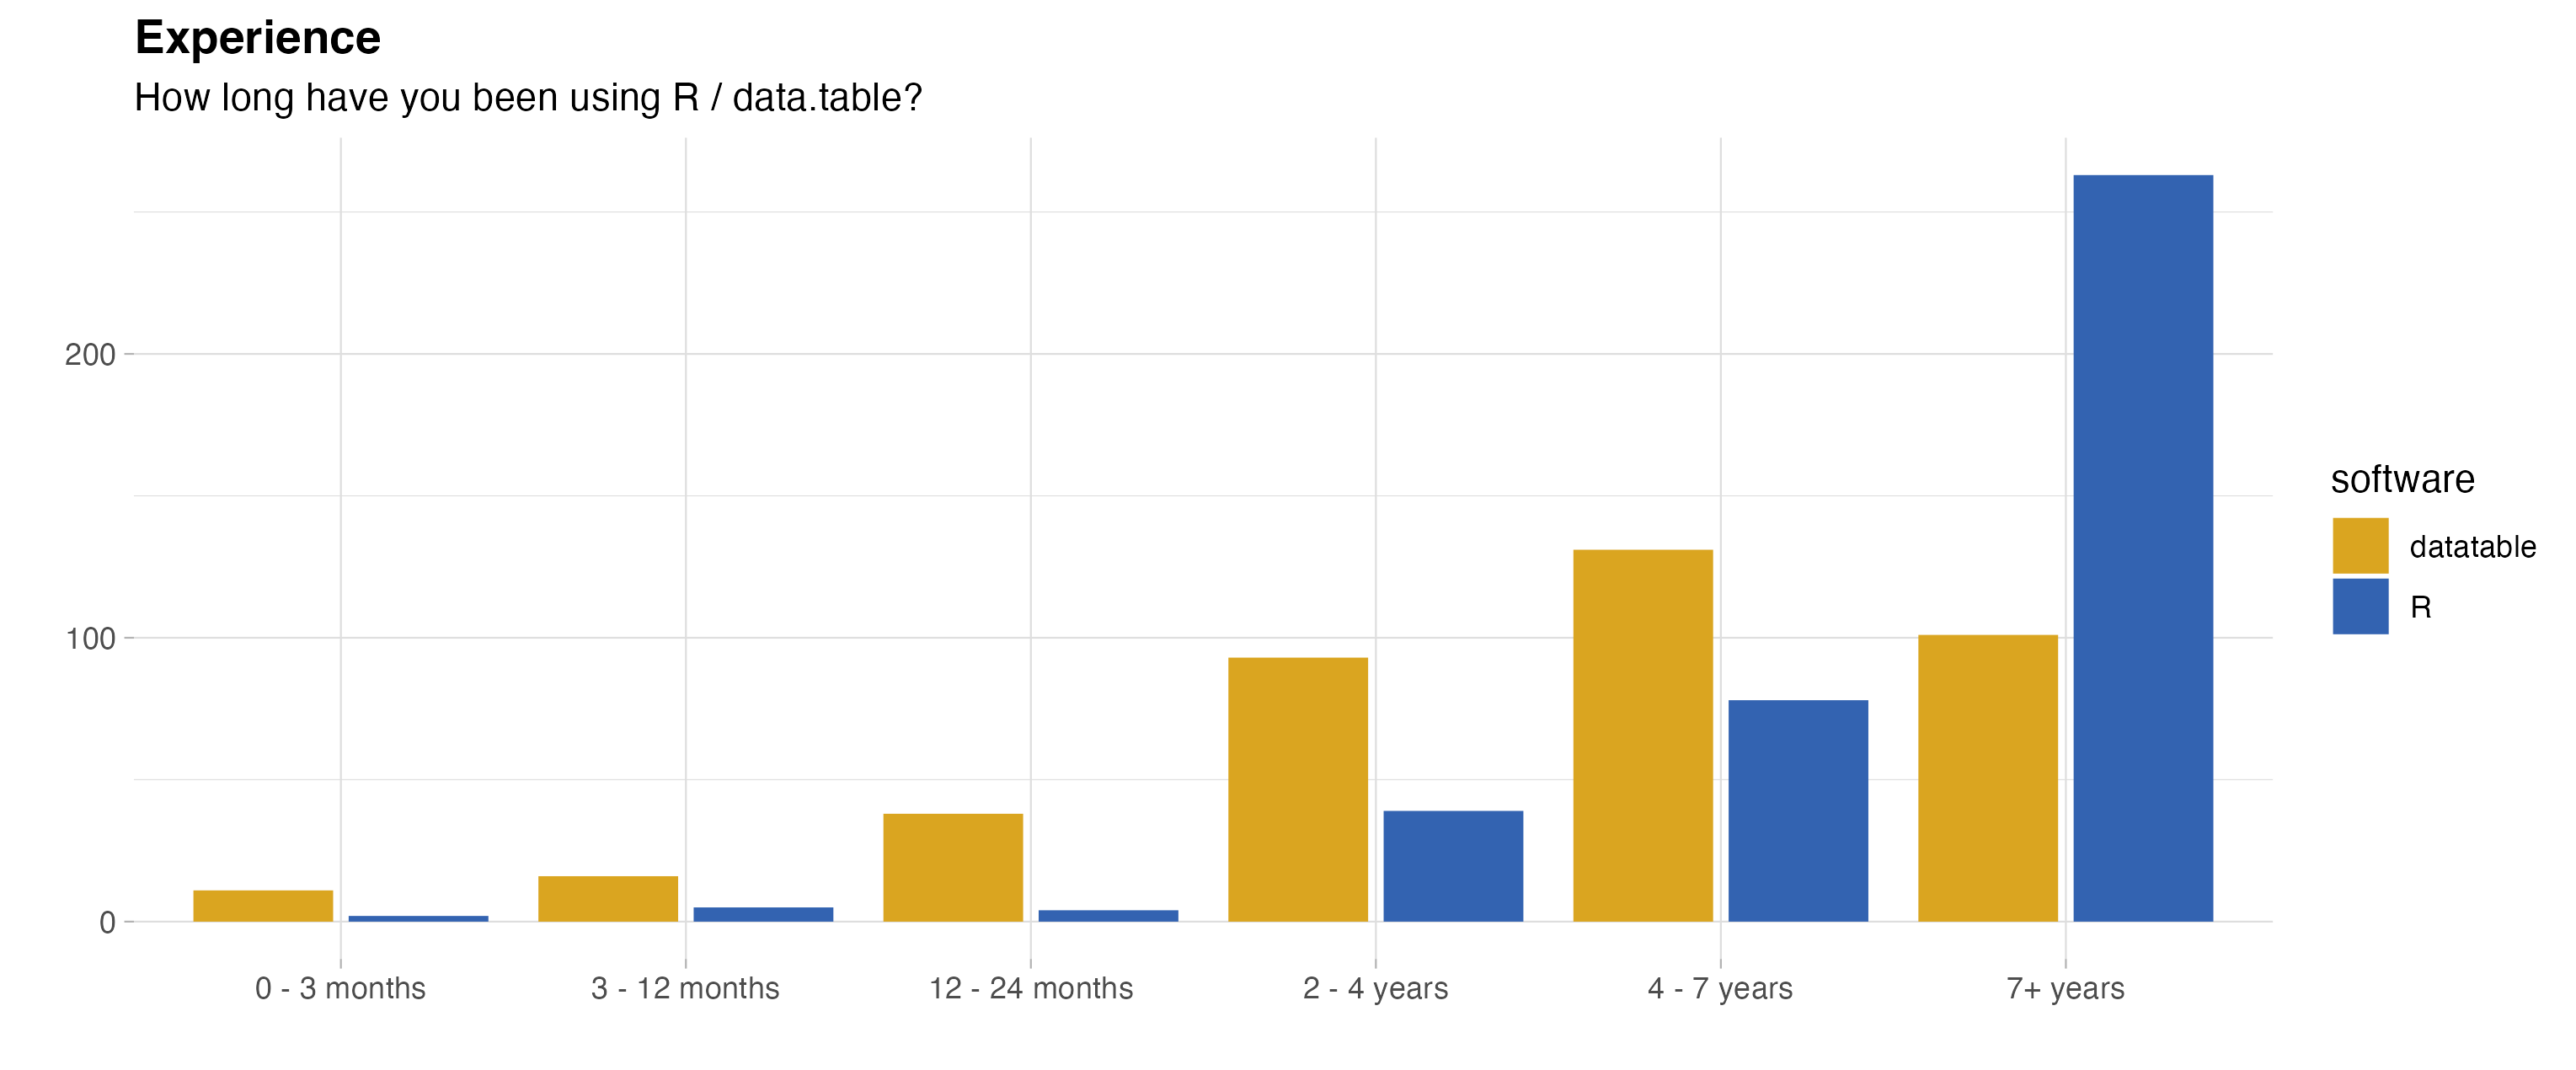 Experience
How long have you been using R / data.table?
200
100
0
0 - 3 months
3 - 12 months
12 - 24 months
2 - 4 years
4 - 7 years
7+ years
software
datatable
R